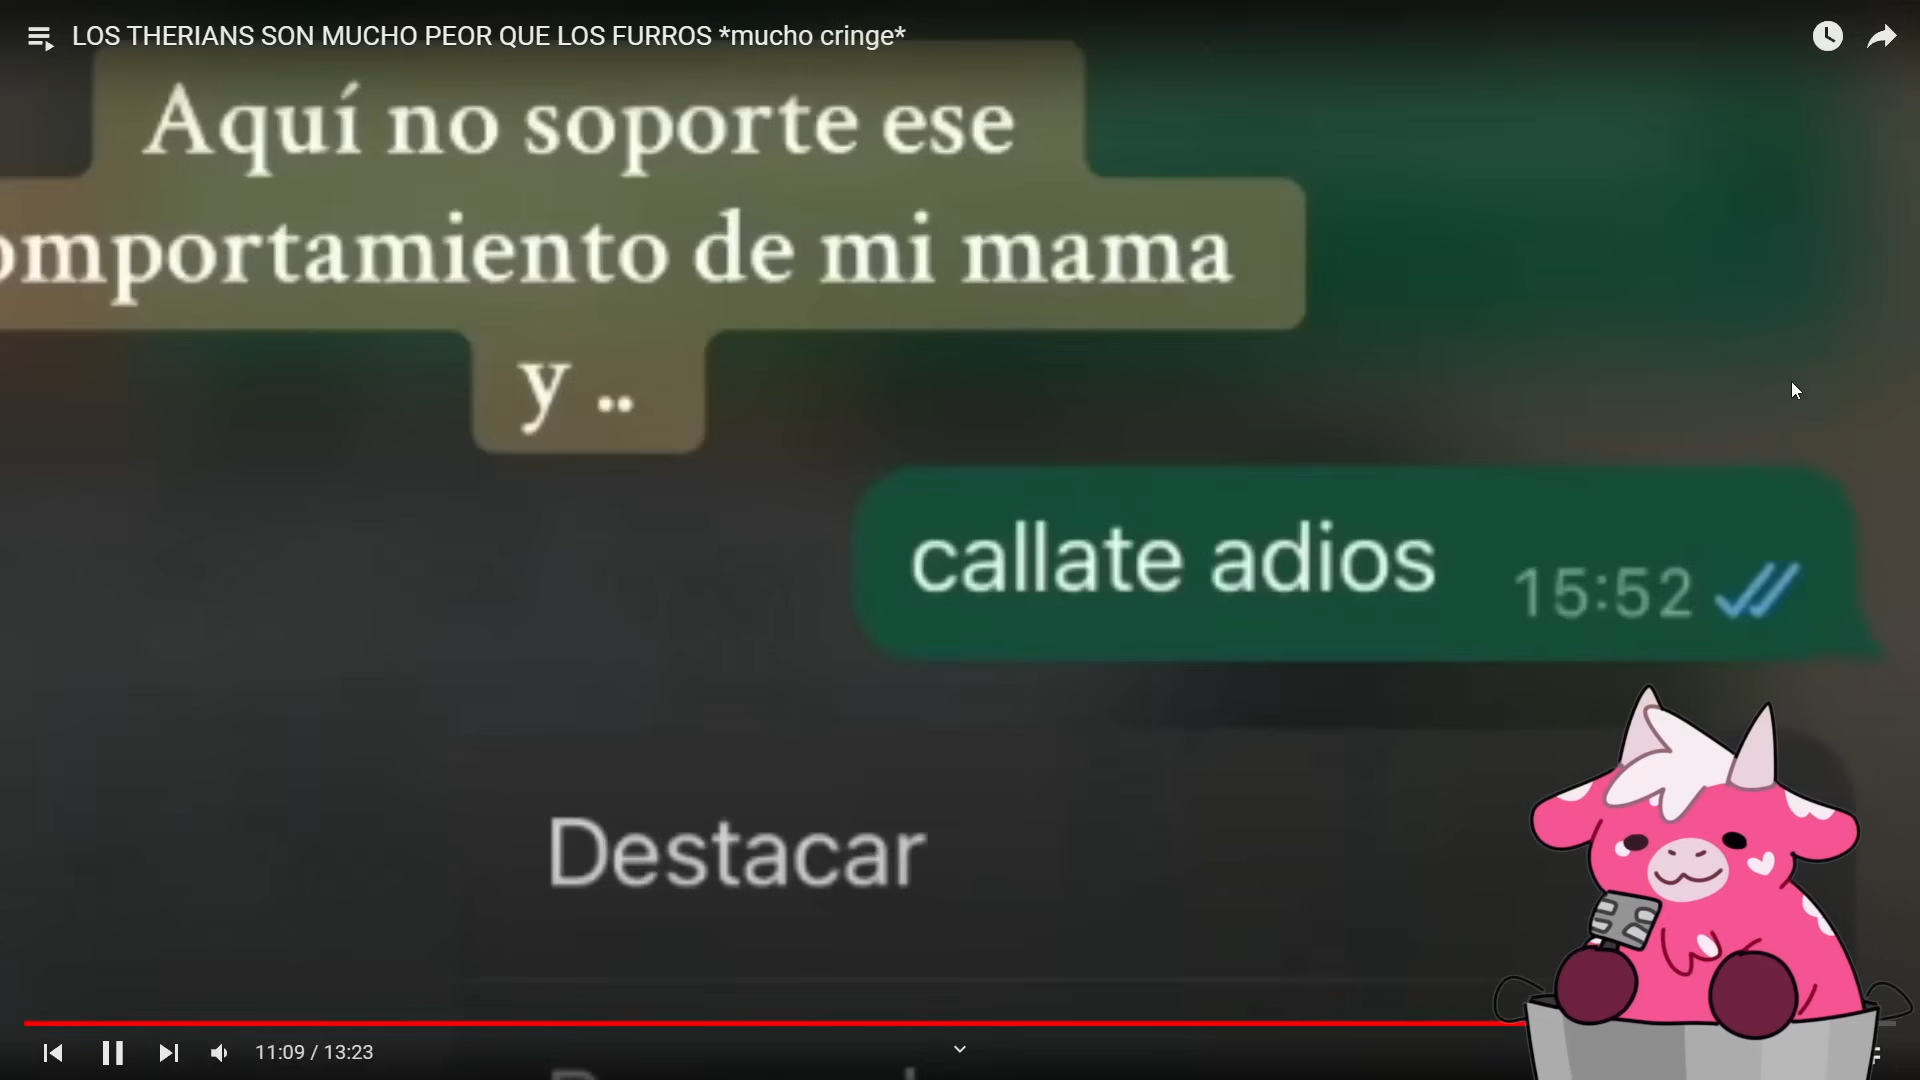 LOS THERIANS SON MUCHO PEOR QUE LOS FURROS *mucho cringe*
Aquí no soporte ese
omportamiento de mi mama
y ..
callate adios 15:52
Destacar
11:09 / 13:23